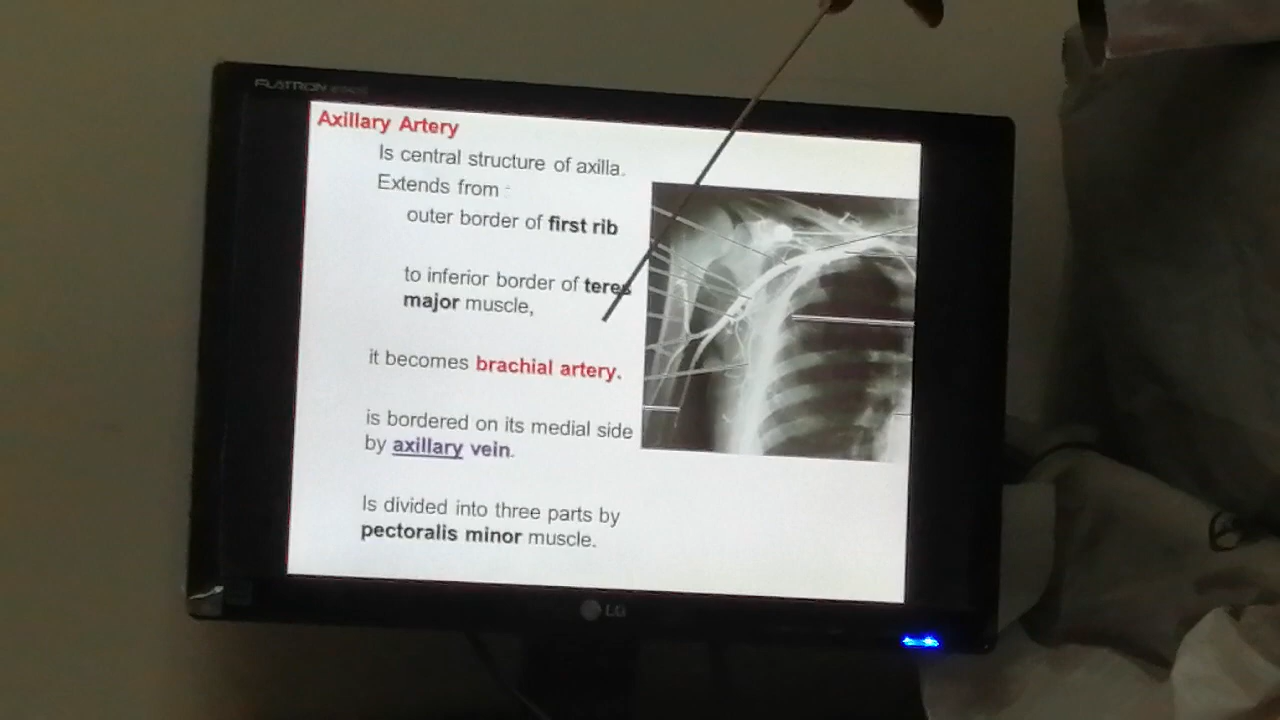 FLATRON
Axillary Artery
Is central structure of axilla.
Extends from :
outer border of first rib
to inferior border of teres
major muscle,
it becomes brachial artery.
is bordered on its medial side
by axillary vein.
Is divided into three parts by
pectoralis minor muscle.
LG